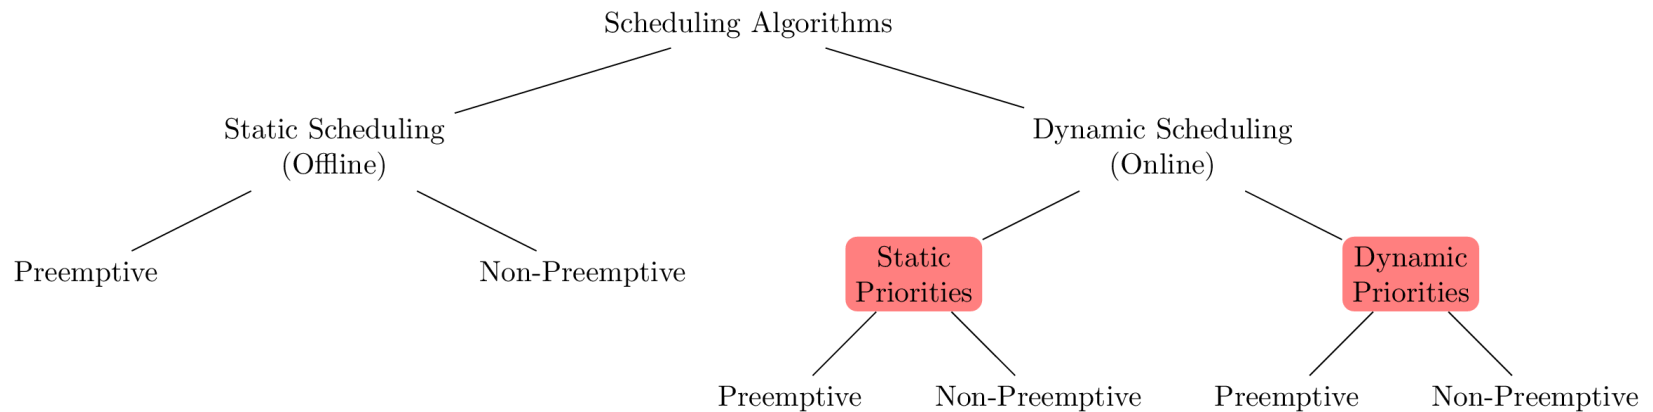 Scheduling Algorithms
Static Scheduling
(Offline)
Dynamic Scheduling
(Online)
Preemptive
Non-Preemptive
Static
Priorities
Dynamic
Priorities
Preemptive
Non-Preemptive
Preemptive
Non-Preemptive